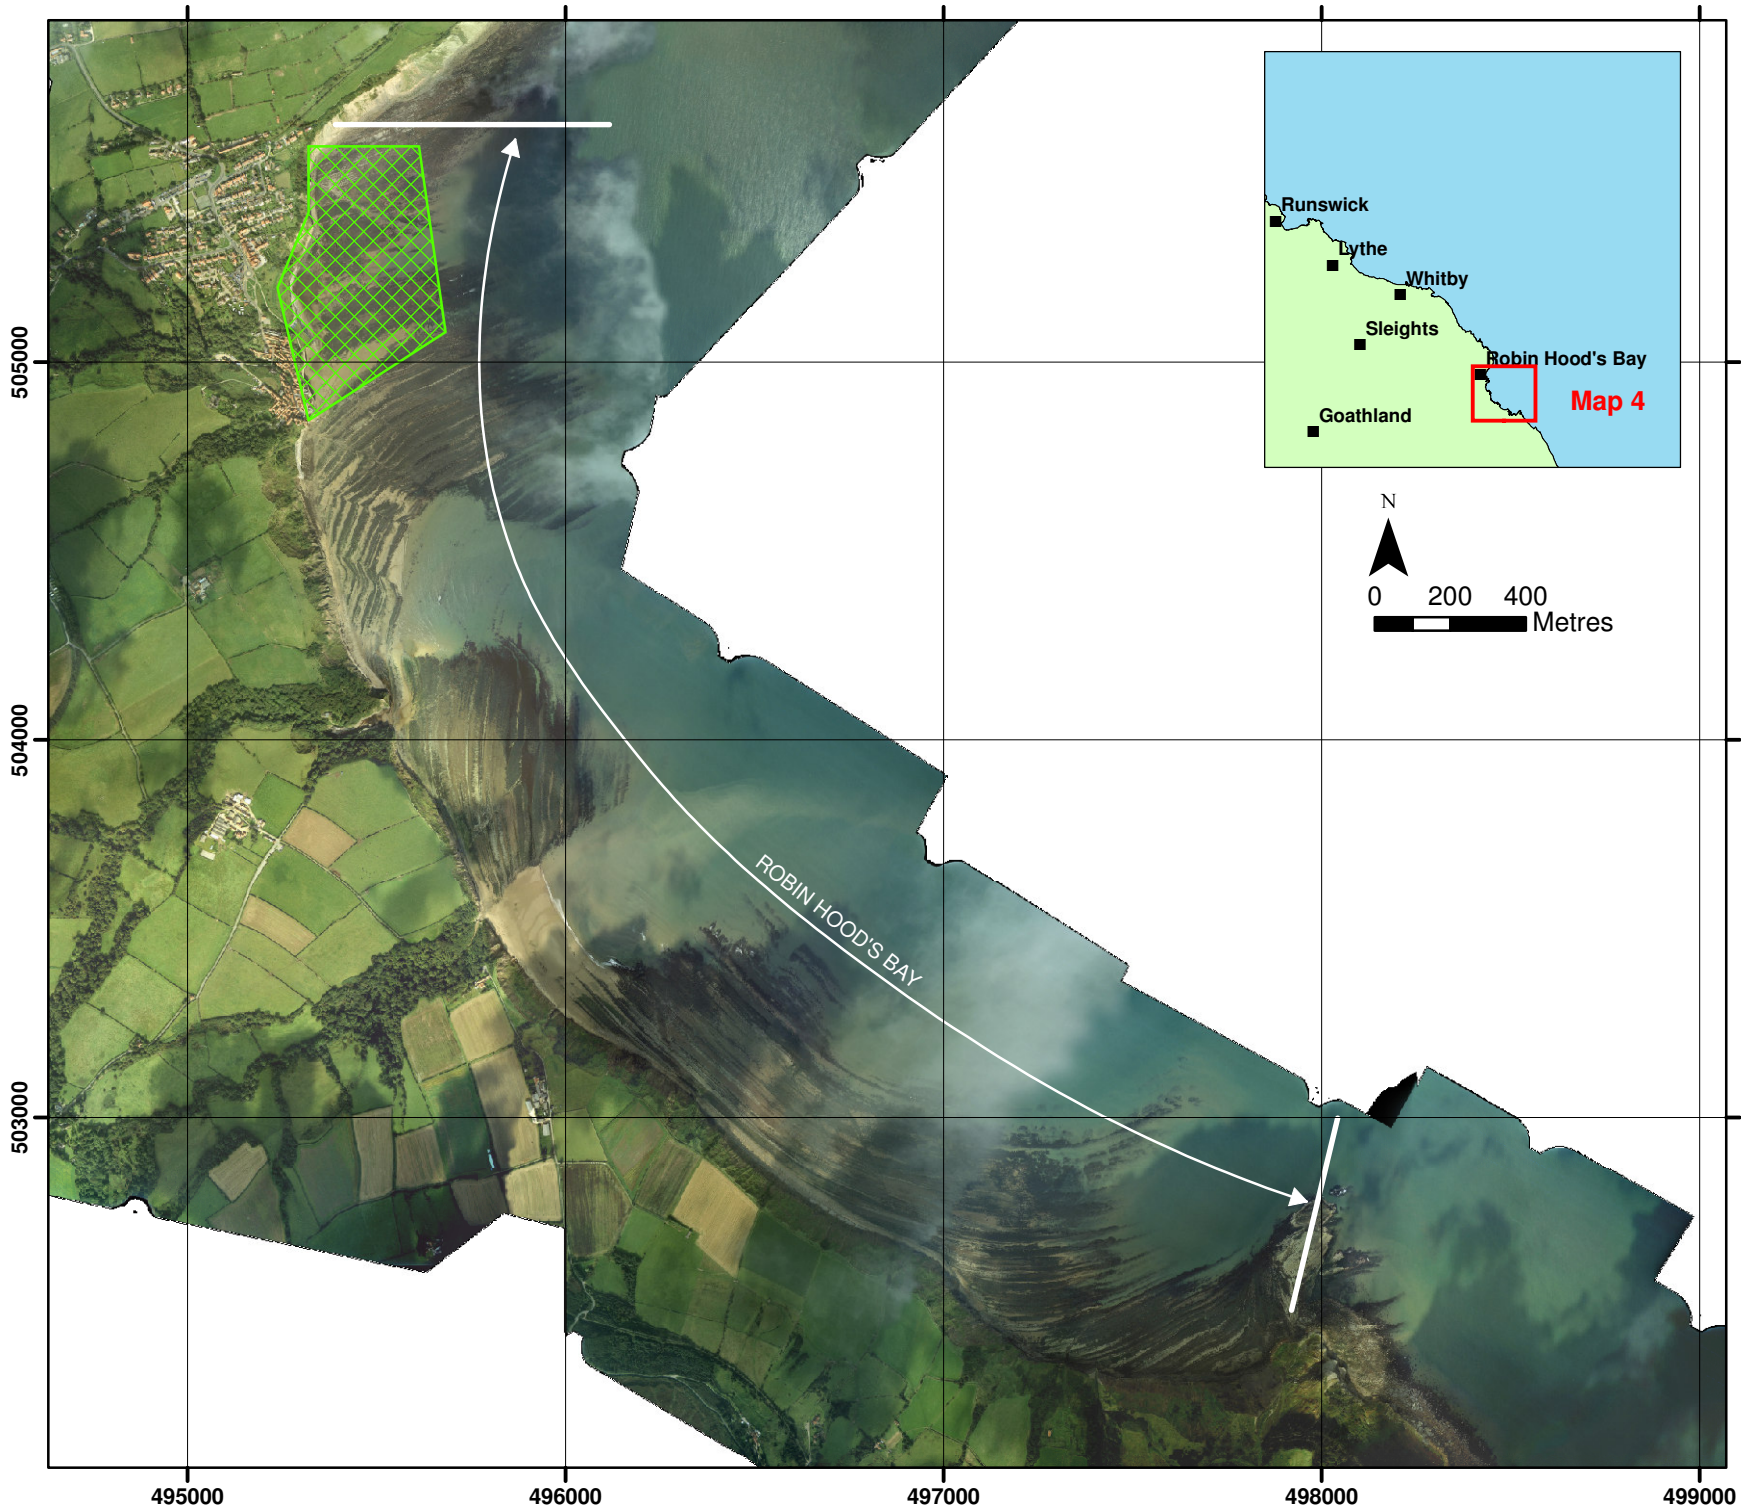 Runswick
Lythe
Whitby
Sleights
Robin Hood's Bay
Map 4
Goathland
N
0 200 400
Metres
505000
504000
503000
ROBIN HOOD'S BAY
495000 496000 497000 498000 499000